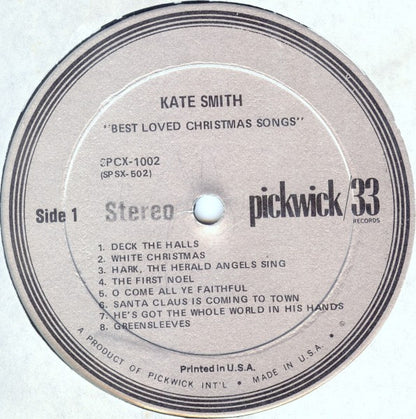 KATE SMITH
"BEST LOVED CHRISTMAS SONGS"
SPCX-1002
(SPSX-602)
Side 1 Stereo pickwick/33
RECORDS
1. DECK THE HALLS
2. WHITE CHRISTMAS
3. HARK, THE HERALD ANGELS SING
4. THE FIRST NOEL
5. O COME ALL YE FAITHFUL
6. SANTA CLAUS IS COMING TO TOWN
7. HE'S GOT THE WHOLE WORLD IN HIS HANDS
8. GREENSLEEVES
Printed in U.S.A.
A PRODUCT OF PICKWICK INT'L • MADE IN U.S.A. •